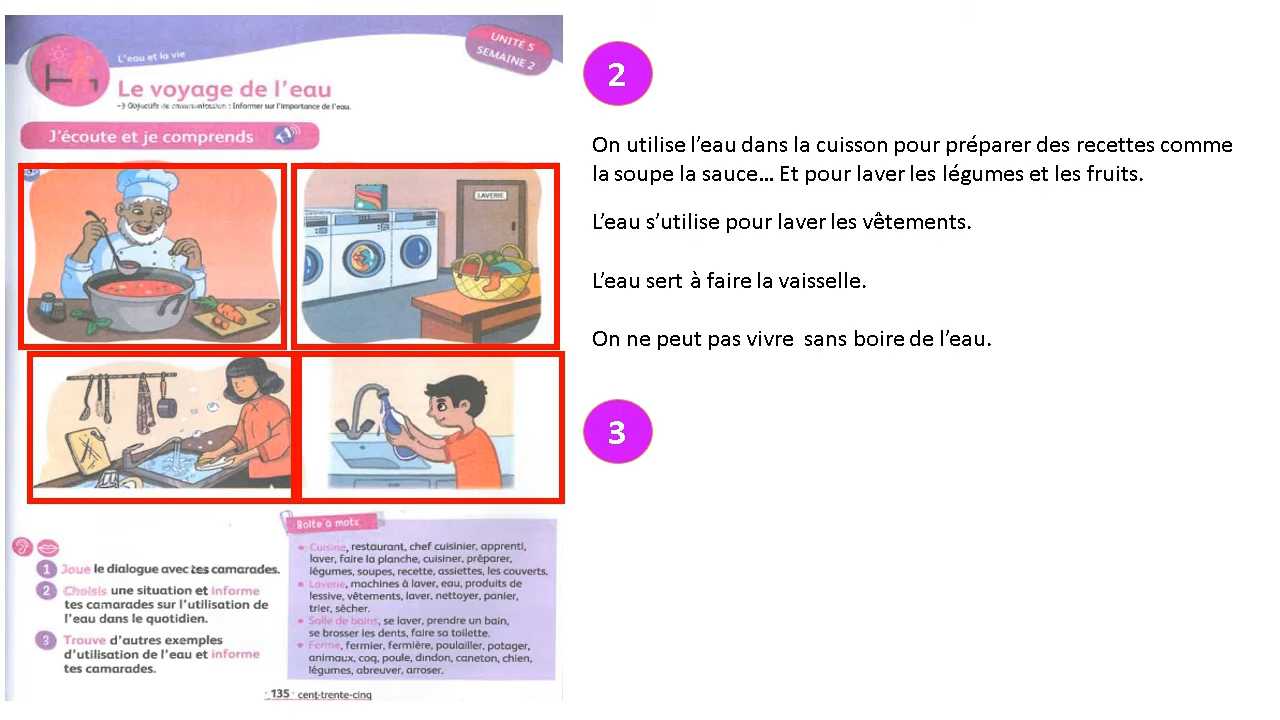 L'eau et la vie
UNITÉ 5
SEMAINE 2
Le voyage de l'eau
Objectifs de communication : Informer sur l'importance de l'eau.
J'écoute et je comprends
LAVERIE
Boîte à mots
• Cuisine, restaurant, chef cuisinier, apprenti,
laver, faire la planche, cuisiner, préparer,
légumes, soupes, recette, assiettes, les couverts.
• Laverie, machines à laver, eau, produits de
lessive, vêtements, laver, nettoyer, panier,
trier, sécher.
• Salle de bains, se laver, prendre un bain,
se brosser les dents, faire sa toilette.
• Ferme, fermier, fermière, poulailler, potager,
animaux, coq, poule, dindon, caneton, chien,
légumes, abreuver, arroser.
1 Joue le dialogue avec tes camarades.
2 Choisis une situation et informe
tes camarades sur l'utilisation de
l'eau dans le quotidien.
3 Trouve d'autres exemples
d'utilisation de l'eau et informe
tes camarades.
· 135 · cent-trente-cinq
2
On utilise l'eau dans la cuisson pour préparer des recettes comme
la soupe la sauce… Et pour laver les légumes et les fruits.
L'eau s'utilise pour laver les vêtements.
L'eau sert à faire la vaisselle.
On ne peut pas vivre sans boire de l'eau.
3